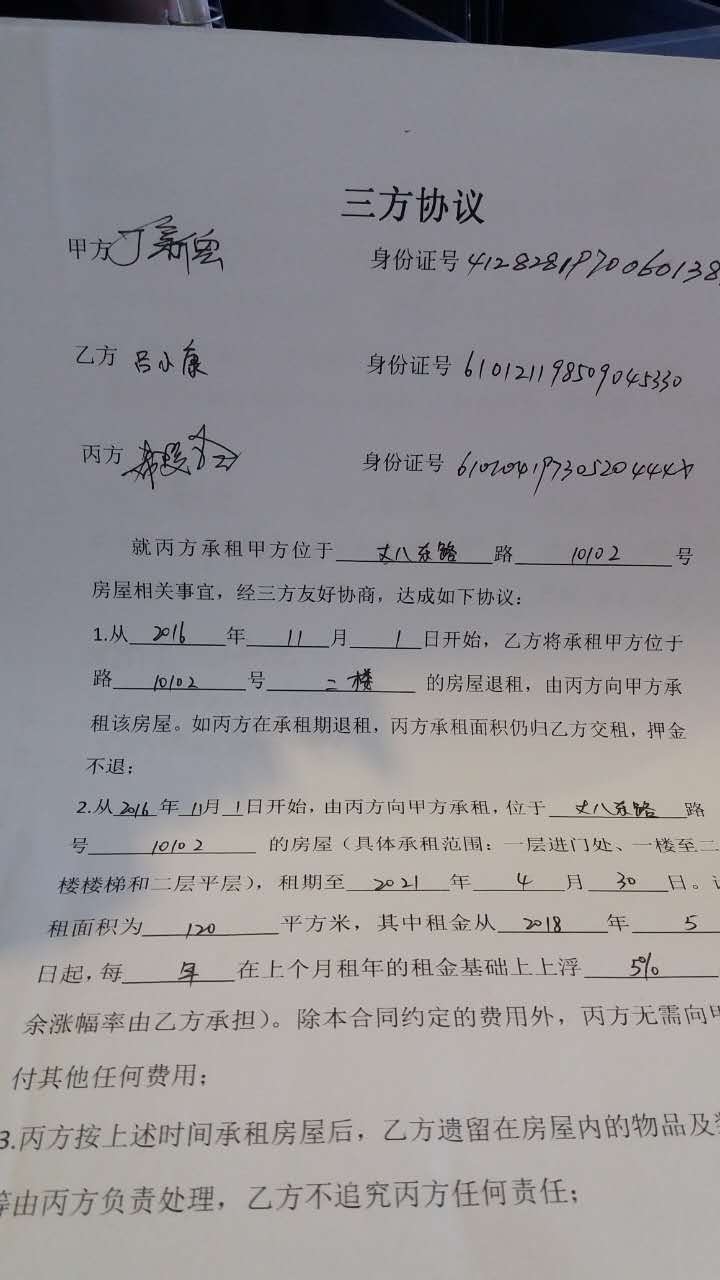 三方协议
甲方 丁新 身份证号 4128281970060138
乙方 吕小康 身份证号 610121198509045330
丙方 身份证号 61010419730520444X
就丙方承租甲方位于 丈八东路 路 10102 号
房屋相关事宜，经三方友好协商，达成如下协议：
1.从 2016 年 11 月 1 日开始，乙方将承租甲方位于
路 10102 号 二楼 的房屋退租，由丙方向甲方承
租该房屋。如丙方在承租期退租，丙方承租面积仍归乙方交租，押金
不退；
2.从 2016 年 11 月 1 日开始，由丙方向甲方承租，位于 丈八东路 路
号 10102 的房屋（具体承租范围：一层进门处、一楼至二
楼楼梯和二层平层），租期至 2021 年 4 月 30 日。
租面积为 120 平方米，其中租金从 2018 年 5
日起，每 年 在上个月租年的租金基础上上浮 5%
余涨幅率由乙方承担）。除本合同约定的费用外，丙方无需向甲
付其他任何费用；
3.丙方按上述时间承租房屋后，乙方遗留在房屋内的物品及
等由丙方负责处理，乙方不追究丙方任何责任；